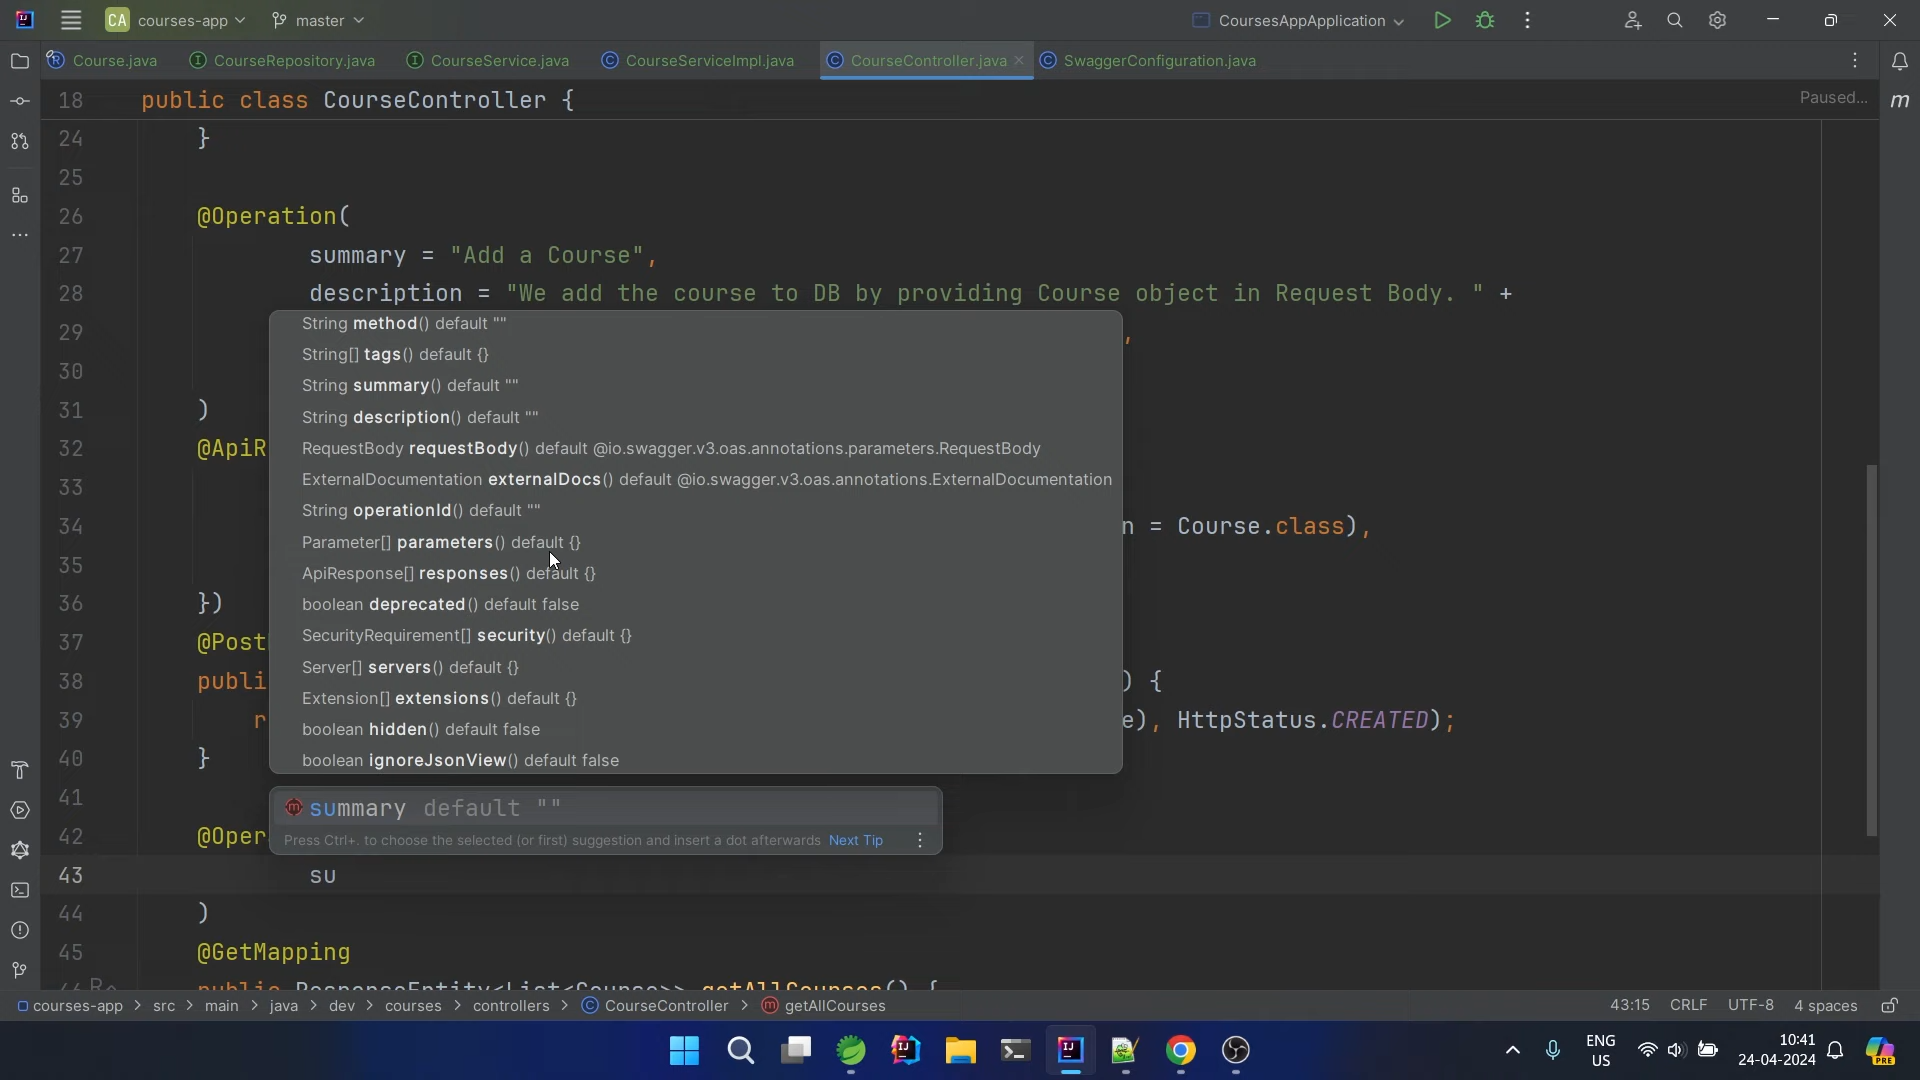 CA courses-app master CoursesAppApplication
Course.java CourseRepository.java CourseService.java CourseServiceImpl.java CourseController.java SwaggerConfiguration.java
18 public class CourseController { Paused...
24 }
25
26 @Operation(
27 summary = "Add a Course",
28 description = "We add the course to DB by providing Course object in Request Body. " +
29 ,
30
31 )
32 @ApiR
33
34 n = Course.class),
35
36 })
37 @Post
38 publi ) {
39 r e), HttpStatus.CREATED);
40 }
41
42 @Oper
43 su
44 )
45 @GetMapping
46 public ResponseEntity<List<Course>> getAllCourses() {
String method() default ""
String[] tags() default {}
String summary() default ""
String description() default ""
RequestBody requestBody() default @io.swagger.v3.oas.annotations.parameters.RequestBody
ExternalDocumentation externalDocs() default @io.swagger.v3.oas.annotations.ExternalDocumentation
String operationId() default ""
Parameter[] parameters() default {}
ApiResponse[] responses() default {}
boolean deprecated() default false
SecurityRequirement[] security() default {}
Server[] servers() default {}
Extension[] extensions() default {}
boolean hidden() default false
boolean ignoreJsonView() default false
summary default ""
Press Ctrl+. to choose the selected (or first) suggestion and insert a dot afterwards Next Tip
courses-app > src > main > java > dev > courses > controllers > CourseController > getAllCourses 43:15 CRLF UTF-8 4 spaces
ENG
US
10:41
24-04-2024